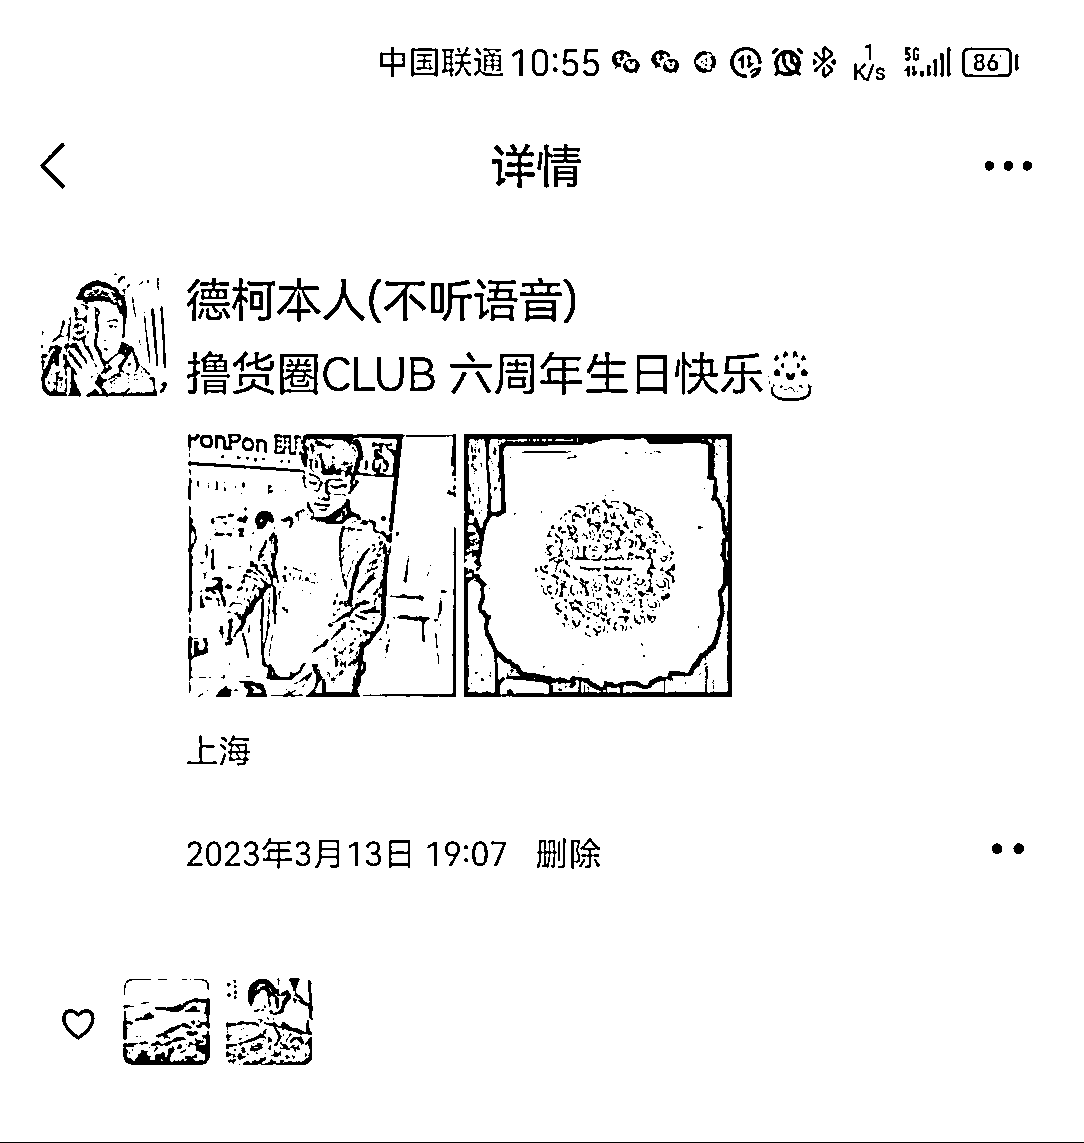 中国联通 10:55 1 K/s 5G 86
详情
德柯本人(不听语音)
撸货圈CLUB 六周年生日快乐
PonPon
上海
2023年3月13日 19:07 删除